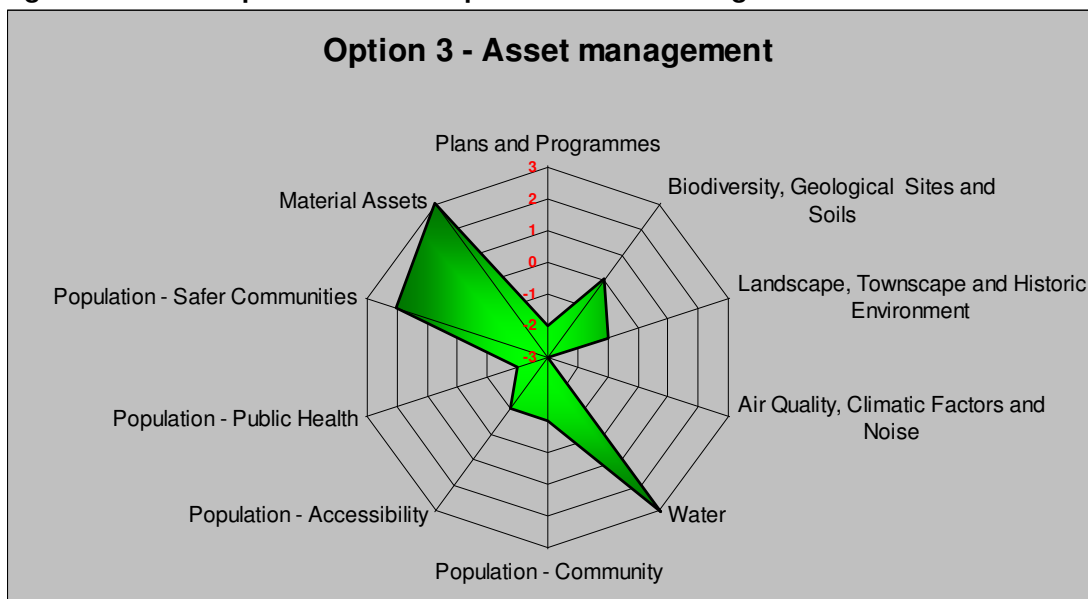 Option 3 - Asset management
Plans and Programmes
Biodiversity, Geological Sites and
Soils
Landscape, Townscape and Historic
Environment
Air Quality, Climatic Factors and
Noise
Water
Population - Community
Population - Accessibility
Population - Public Health
Population - Safer Communities
Material Assets
3
2
1
0
-1
-2
-3